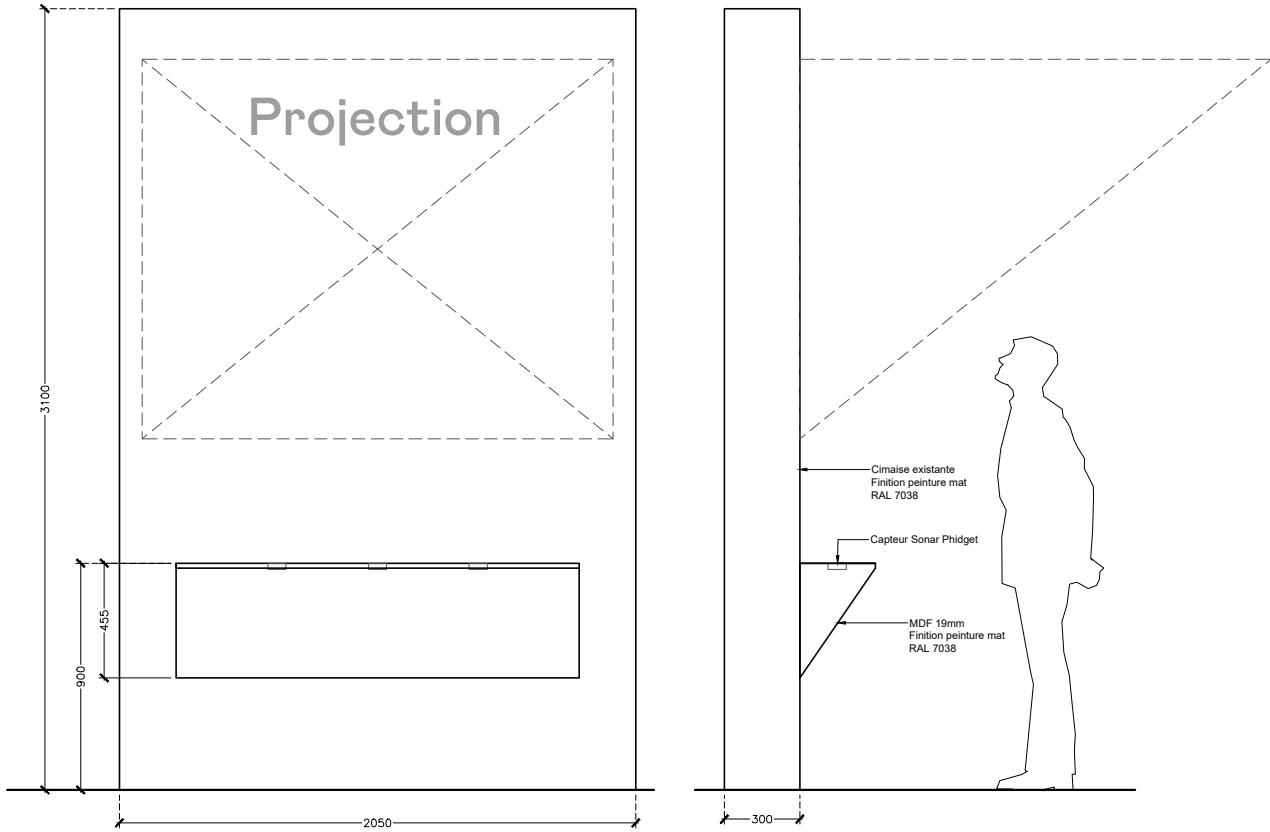 Projection
3100
Cimaise existante
Finition peinture mat
RAL 7038
Capteur Sonar Phidget
455
MDF 19mm
Finition peinture mat
RAL 7038
900
2050
300